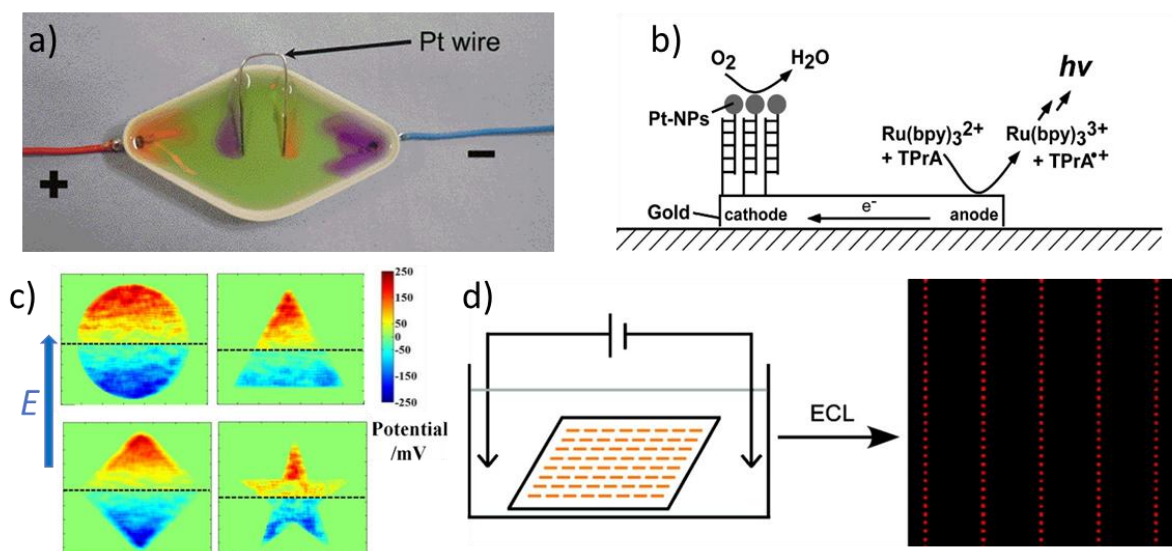 a)
Pt wire
+
−
b)
O2
H2O
hν
Pt-NPs
Ru(bpy)3 2+
+ TPrA
Ru(bpy)3 3+
+ TPrA•+
Gold
cathode
e-
anode
c)
E
250
150
50
0
-50
-150
-250
Potential
/mV
d)
ECL